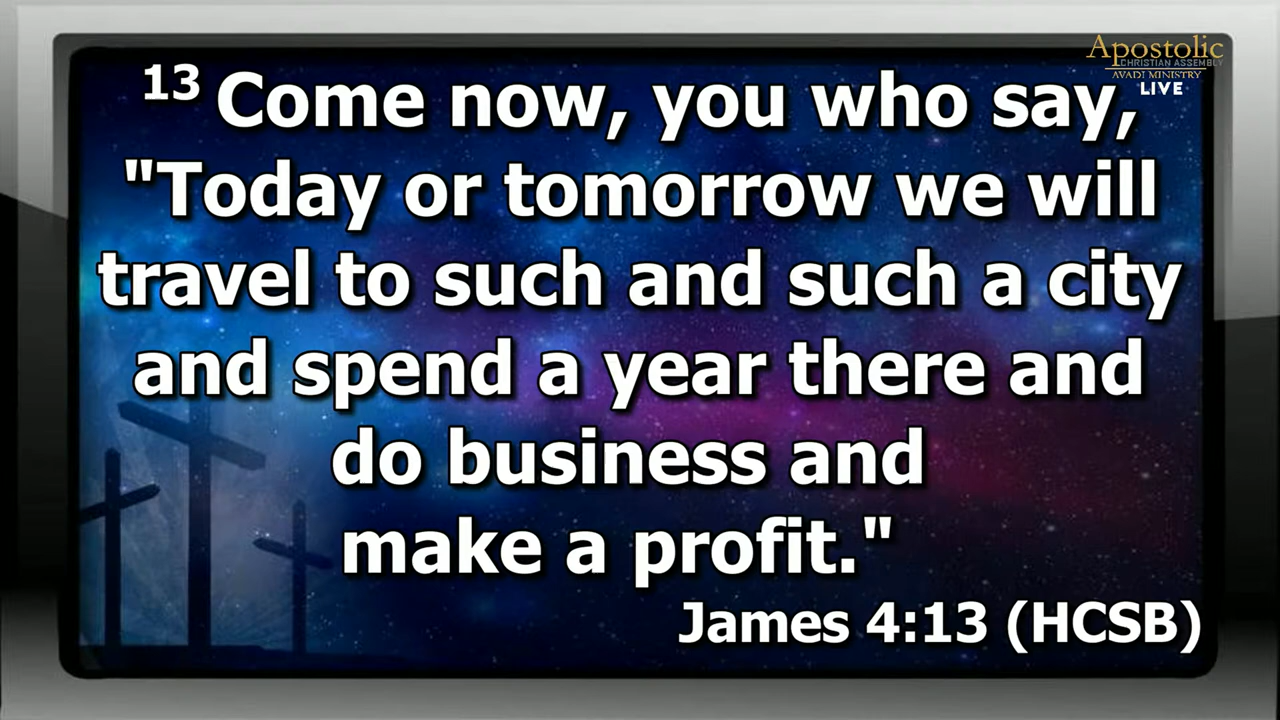 Apostolic
CHRISTIAN ASSEMBLY
AVADI MINISTRY
LIVE
13 Come now, you who say,
"Today or tomorrow we will
travel to such and such a city
and spend a year there and
do business and
make a profit."
James 4:13 (HCSB)